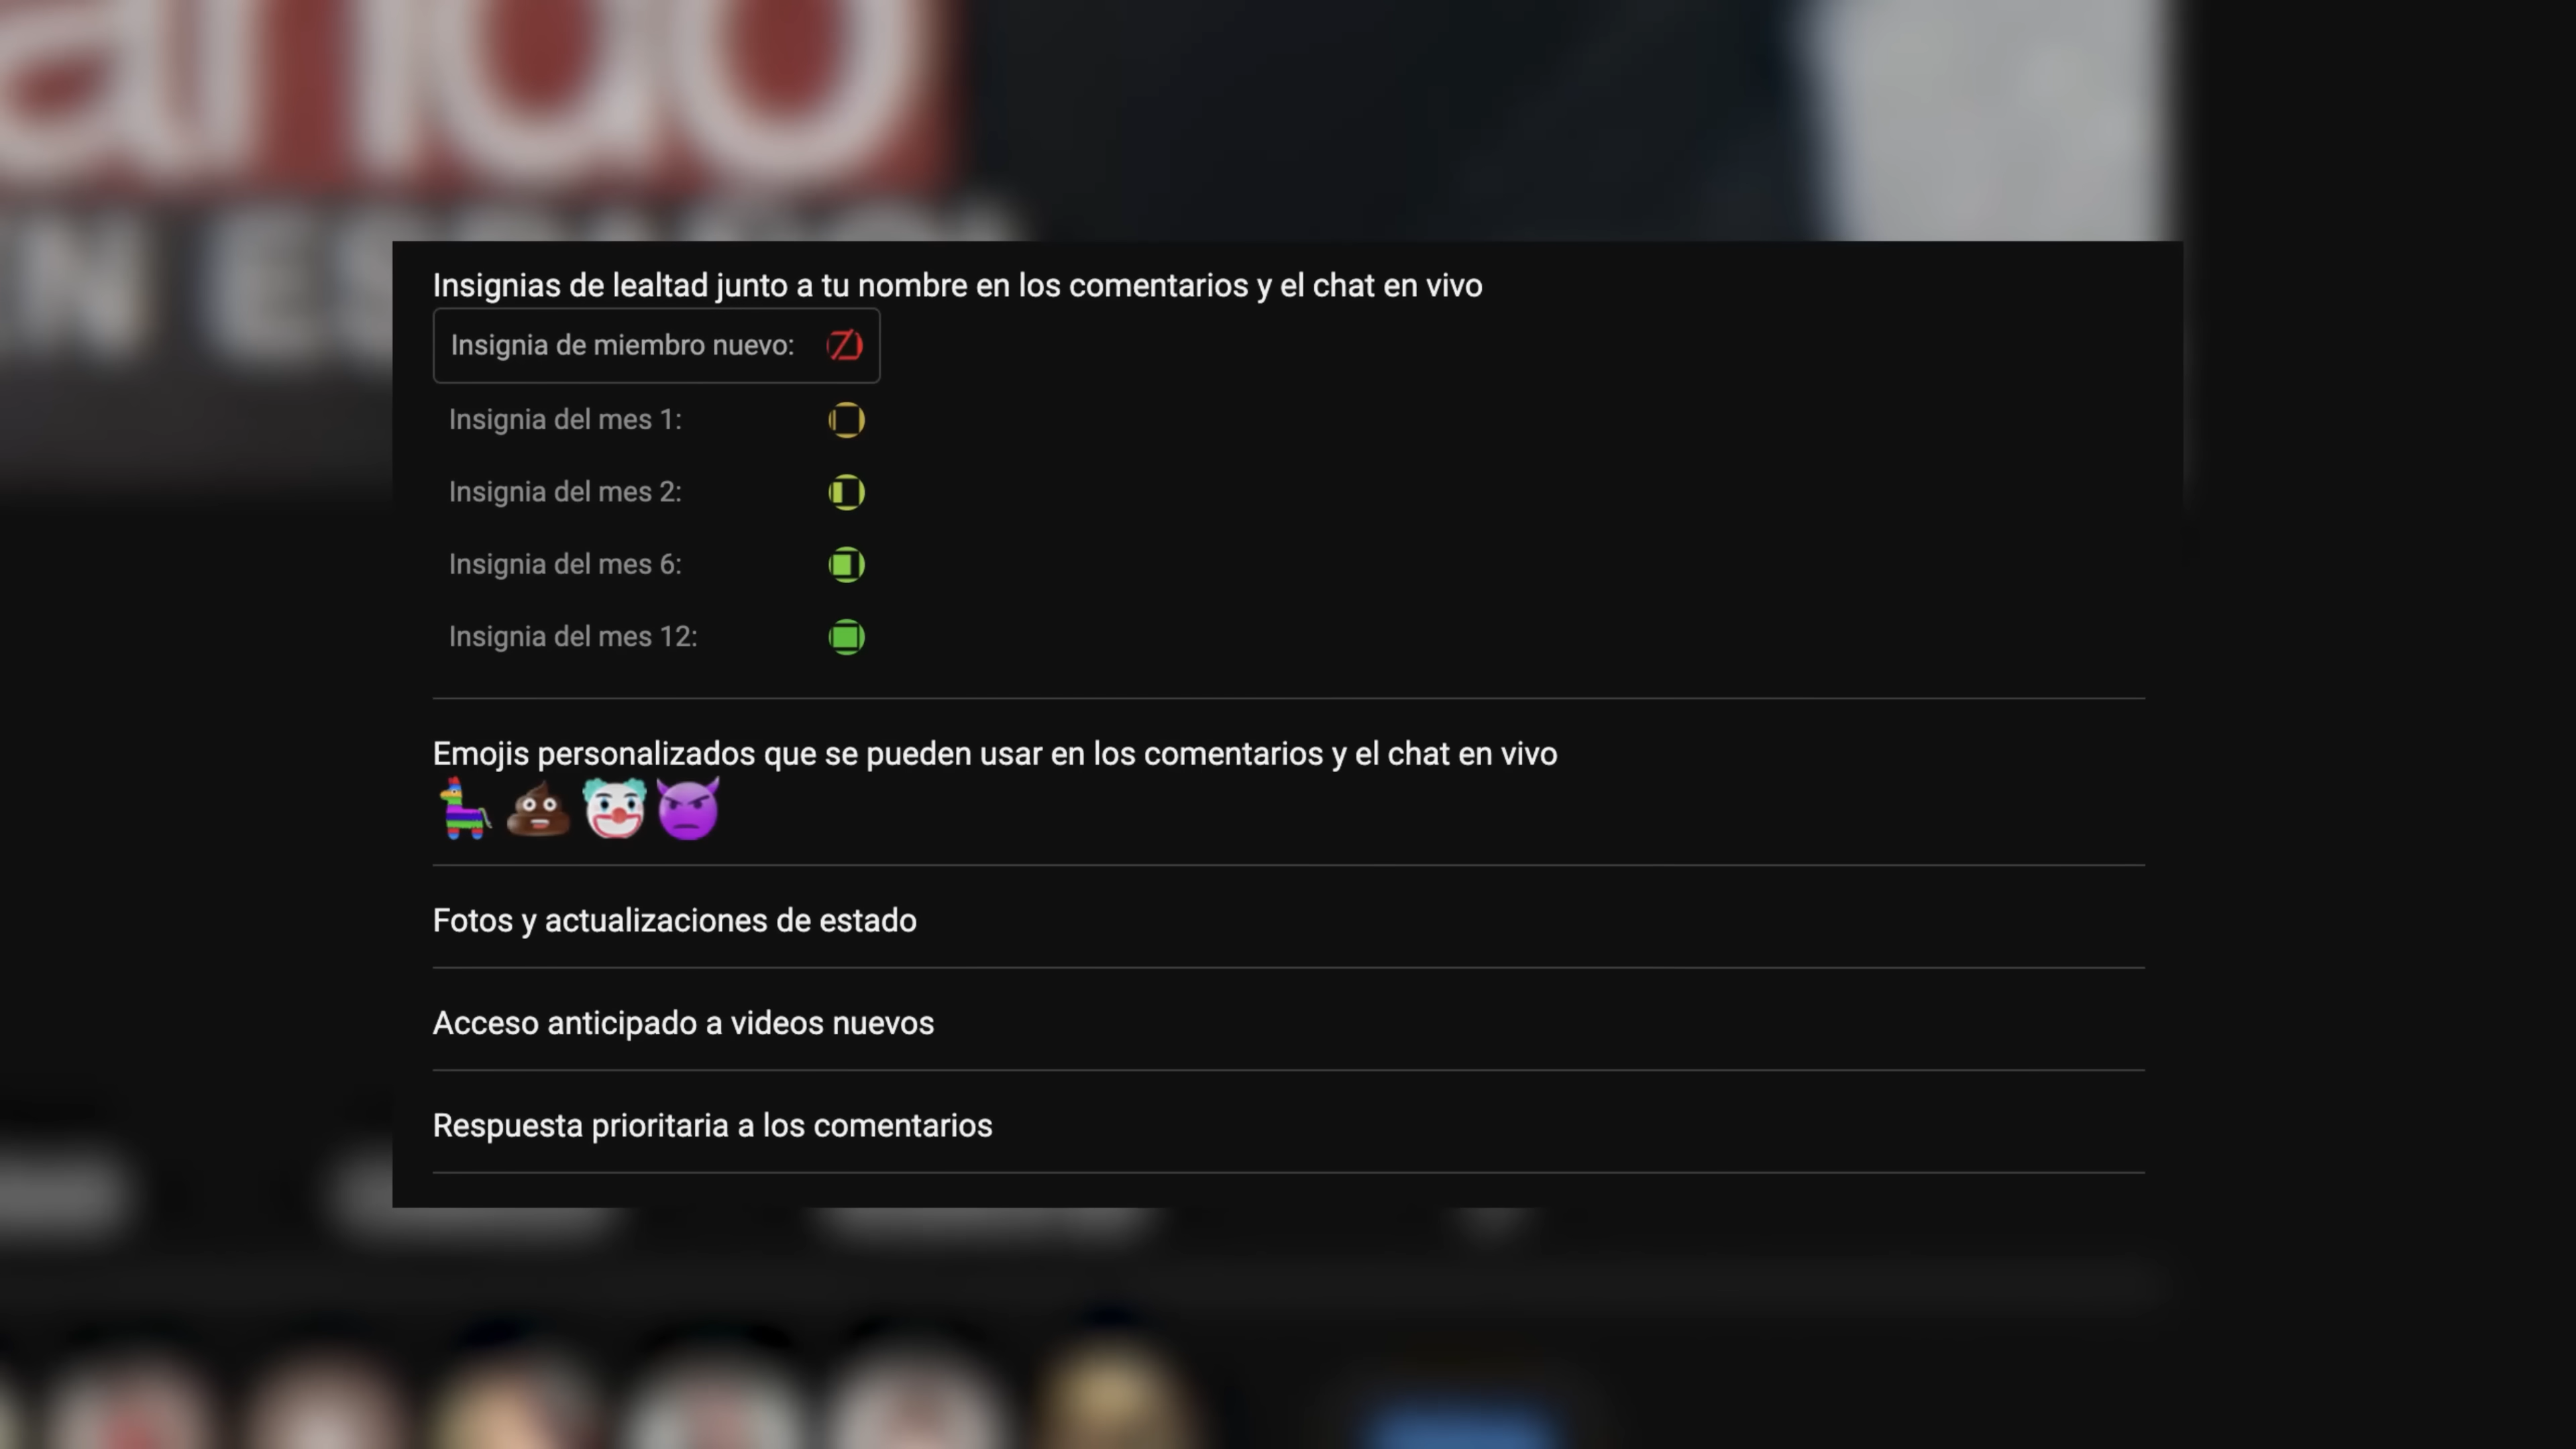 EN ESPAÑOL
Insignias de lealtad junto a tu nombre en los comentarios y el chat en vivo
Insignia de miembro nuevo:
Insignia del mes 1:
Insignia del mes 2:
Insignia del mes 6:
Insignia del mes 12:
Emojis personalizados que se pueden usar en los comentarios y el chat en vivo
Fotos y actualizaciones de estado
Acceso anticipado a videos nuevos
Respuesta prioritaria a los comentarios